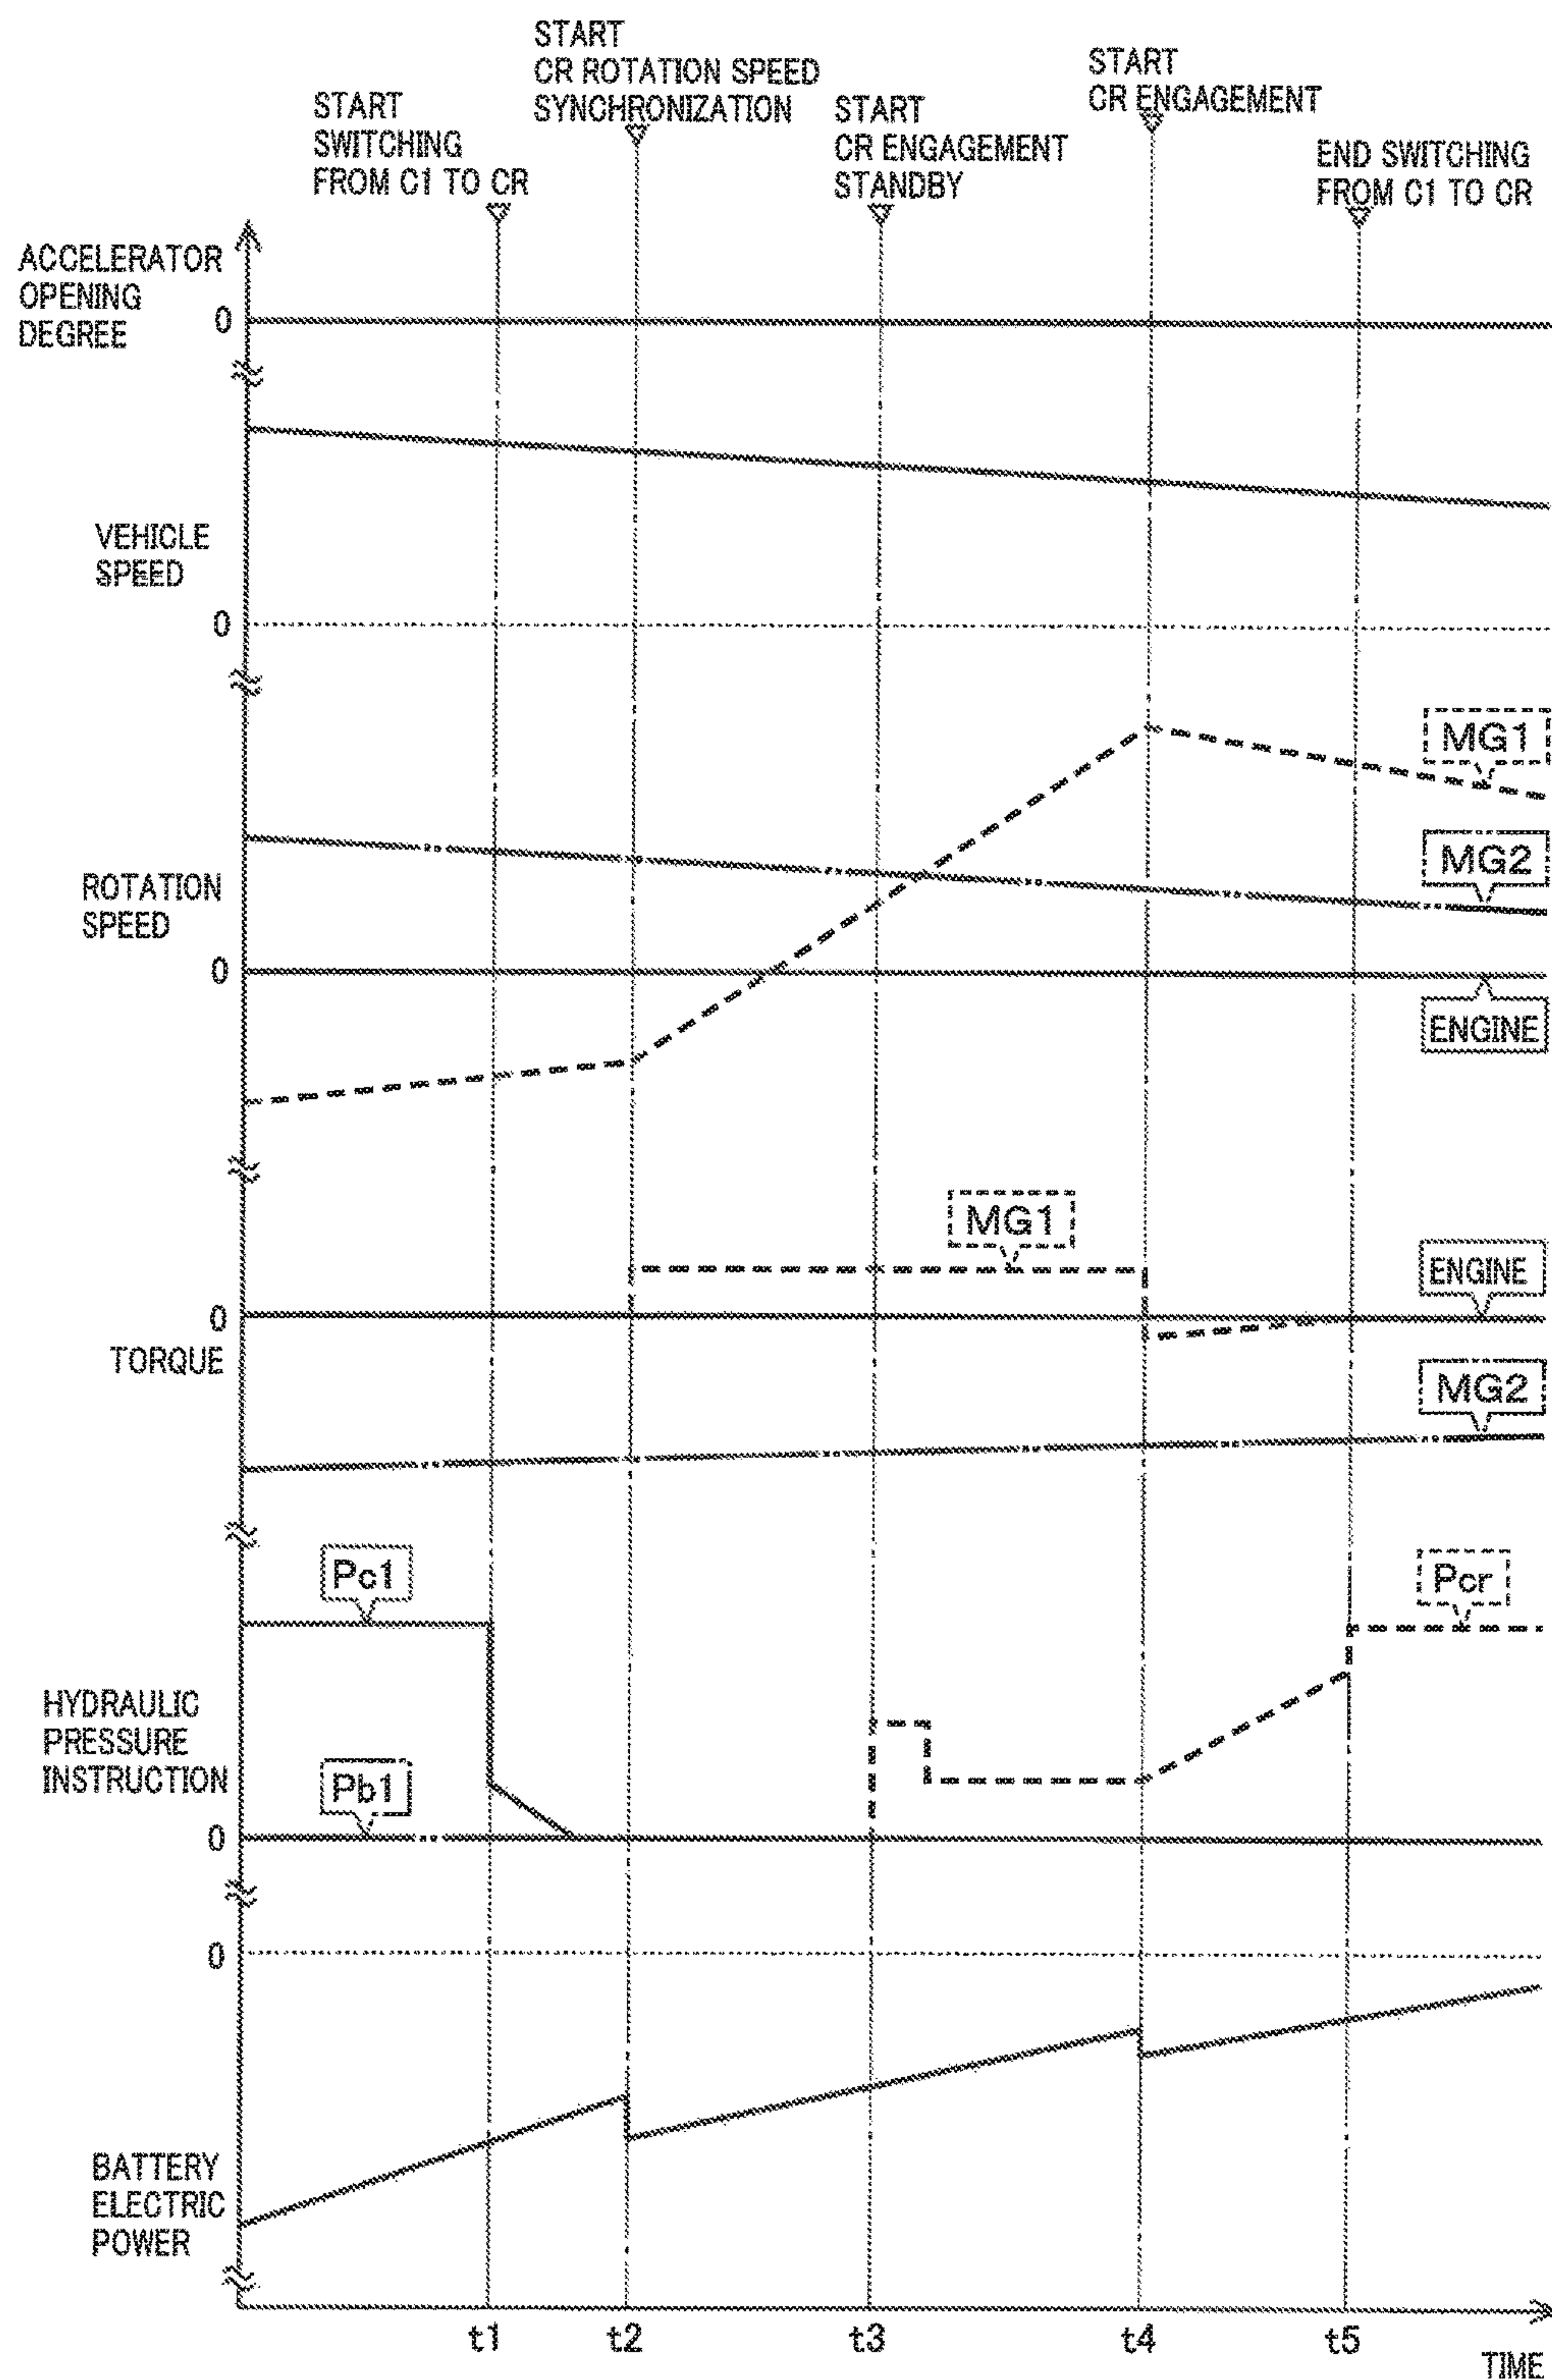 START
SWITCHING
FROM C1 TO CR
START
CR ROTATION SPEED
SYNCHRONIZATION
START
CR ENGAGEMENT
STANDBY
START
CR ENGAGEMENT
END SWITCHING
FROM C1 TO CR
ACCELERATOR
OPENING
DEGREE
0
VEHICLE
SPEED
0
MG1
MG2
ROTATION
SPEED
0
ENGINE
MG1
ENGINE
0
TORQUE
MG2
Pc1
Pcr
HYDRAULIC
PRESSURE
INSTRUCTION
Pb1
0
0
BATTERY
ELECTRIC
POWER
t1
t2
t3
t4
t5
TIME